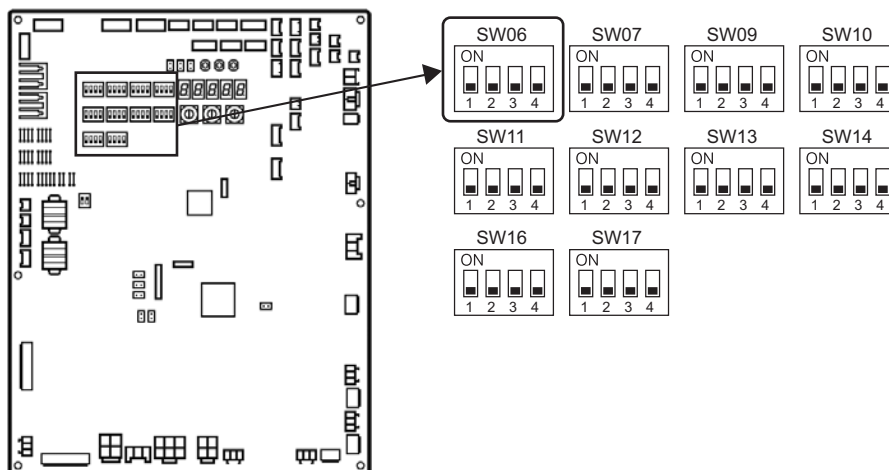 SW06 SW07 SW09 SW10
ON ON ON ON
1 2 3 4 1 2 3 4 1 2 3 4 1 2 3 4
SW11 SW12 SW13 SW14
ON ON ON ON
1 2 3 4 1 2 3 4 1 2 3 4 1 2 3 4
SW16 SW17
ON ON
1 2 3 4 1 2 3 4